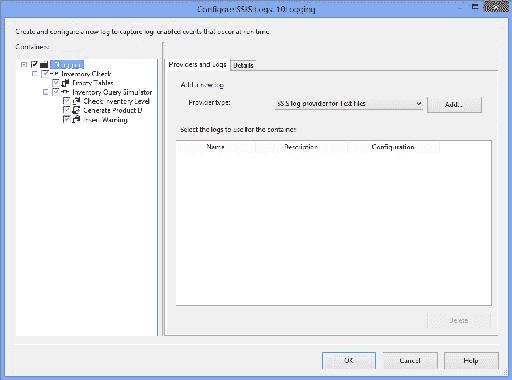 Configure SSIS Logs: 10Logging
Create and configure a new log to capture log-enabled events that occur at run time.
Containers:
10Logging
Inventory Check
Empty Tables
Inventory Query Simulator
Check Inventory Level
Generate Product D
Insert Warning
Providers and Logs Details
Add a new log
Provider type: SSIS log provider for Text files Add...
Select the logs to use for the container:
Name Description Configuration
Delete
OK Cancel Help